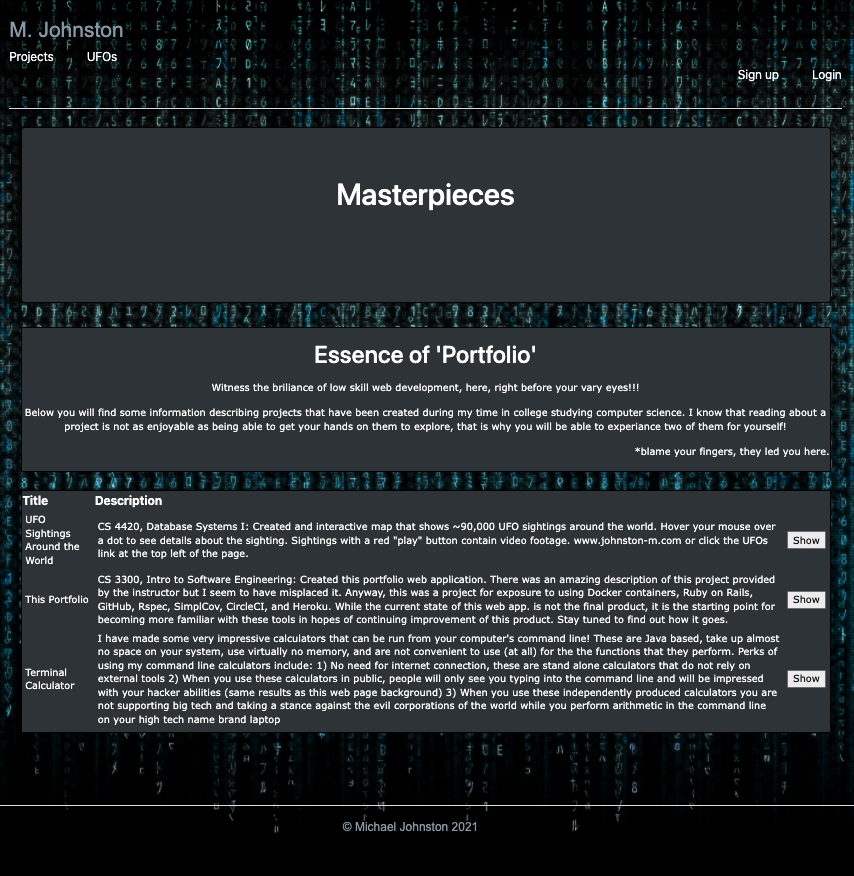 M. Johnston
Projects UFOs
Sign up Login
Masterpieces
Essence of 'Portfolio'
Witness the briliance of low skill web development, here, right before your vary eyes!!!
Below you will find some information describing projects that have been created during my time in college studying computer science. I know that reading about a
project is not as enjoyable as being able to get your hands on them to explore, that is why you will be able to experiance two of them for yourself!
*blame your fingers, they led you here.
Title Description
UFO
Sightings
Around the
World
CS 4420, Database Systems I: Created and interactive map that shows ~90,000 UFO sightings around the world. Hover your mouse over
a dot to see details about the sighting. Sightings with a red "play" button contain video footage. www.johnston-m.com or click the UFOs
link at the top left of the page.
Show
This Portfolio
CS 3300, Intro to Software Engineering: Created this portfolio web application. There was an amazing description of this project provided
by the instructor but I seem to have misplaced it. Anyway, this was a project for exposure to using Docker containers, Ruby on Rails,
GitHub, Rspec, SimplCov, CircleCI, and Heroku. While the current state of this web app. is not the final product, it is the starting point for
becoming more familiar with these tools in hopes of continuing improvement of this product. Stay tuned to find out how it goes.
Show
Terminal
Calculator
I have made some very impressive calculators that can be run from your computer's command line! These are Java based, take up almost
no space on your system, use virtually no memory, and are not convenient to use (at all) for the the functions that they perform. Perks of
using my command line calculators include: 1) No need for internet connection, these are stand alone calculators that do not rely on
external tools 2) When you use these calculators in public, people will only see you typing into the command line and will be impressed
with your hacker abilities (same results as this web page background) 3) When you use these independently produced calculators you are
not supporting big tech and taking a stance against the evil corporations of the world while you perform arithmetic in the command line
on your high tech name brand laptop
Show
© Michael Johnston 2021